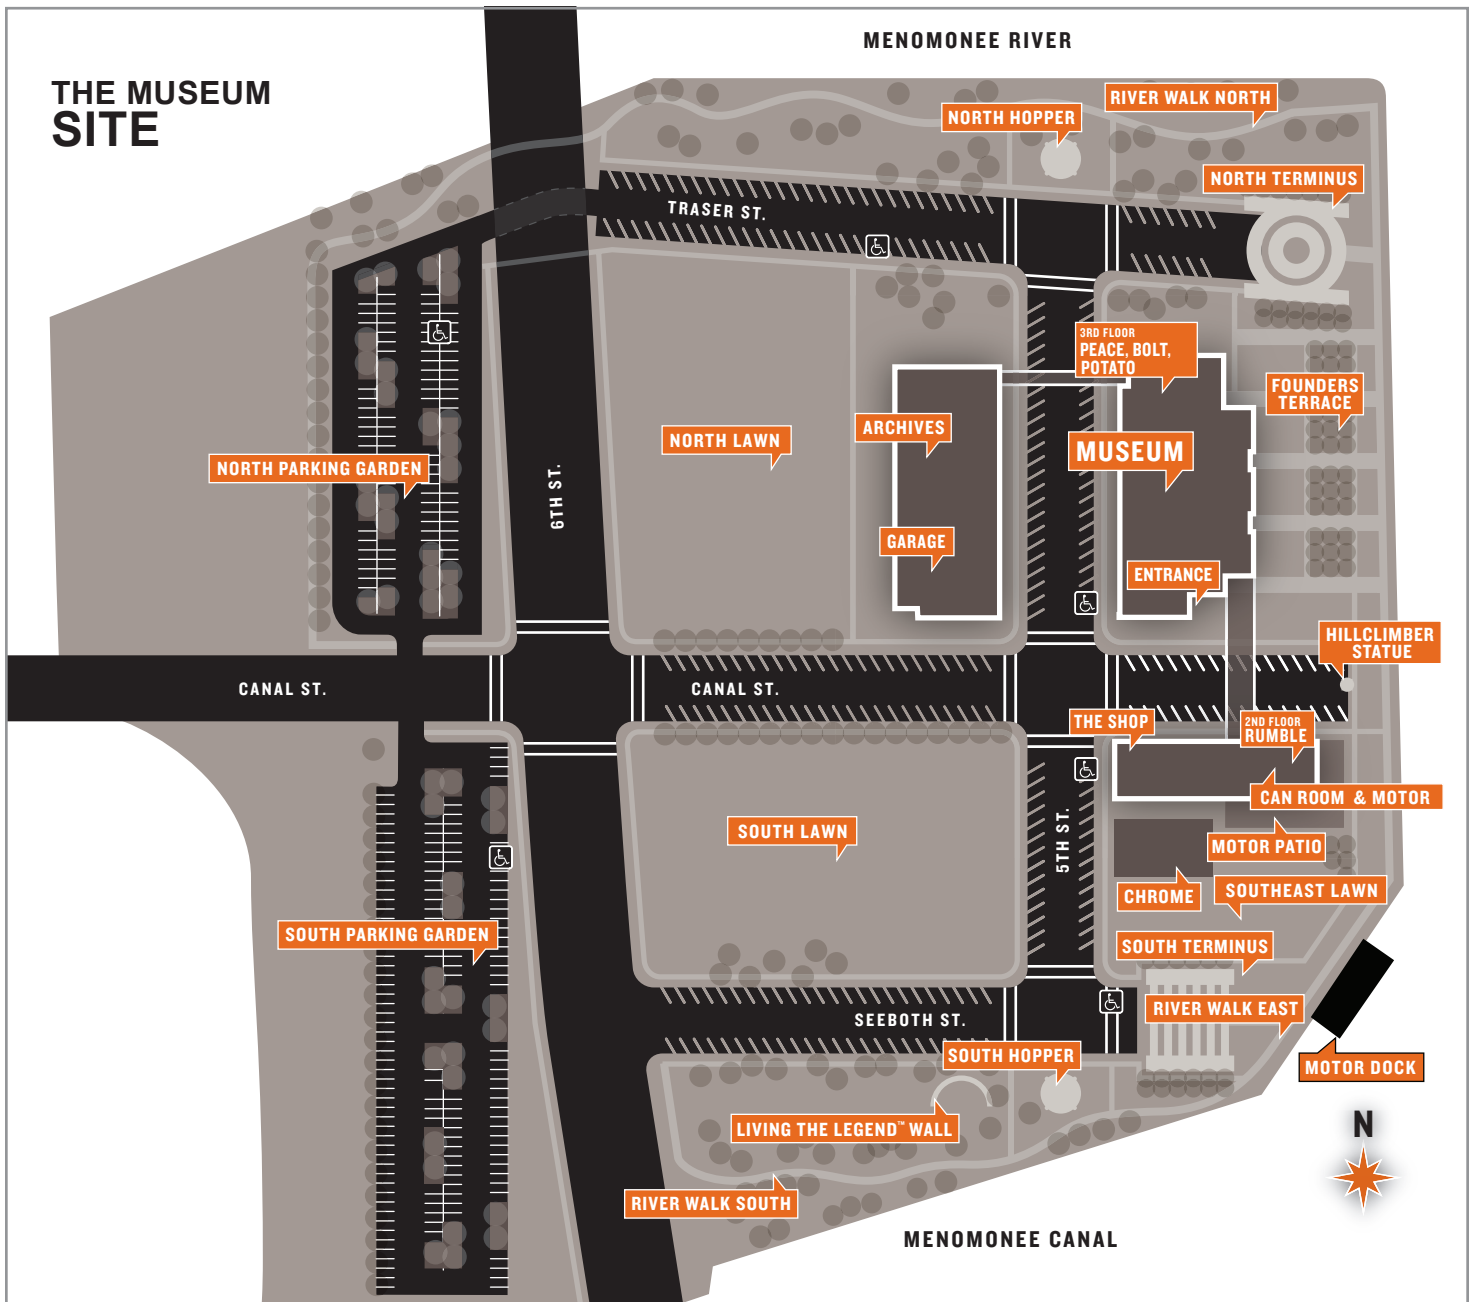 MENOMONEE RIVER
THE MUSEUM
SITE
RIVER WALK NORTH
NORTH HOPPER
NORTH TERMINUS
TRASER ST.
3RD FLOOR
PEACE, BOLT,
POTATO
FOUNDERS
TERRACE
ARCHIVES
NORTH LAWN
MUSEUM
NORTH PARKING GARDEN
6TH ST.
GARAGE
ENTRANCE
HILLCLIMBER
STATUE
CANAL ST.
CANAL ST.
THE SHOP
2ND FLOOR
RUMBLE
CAN ROOM & MOTOR
SOUTH LAWN
5TH ST.
MOTOR PATIO
CHROME
SOUTHEAST LAWN
SOUTH PARKING GARDEN
SOUTH TERMINUS
RIVER WALK EAST
SEEBOTH ST.
SOUTH HOPPER
MOTOR DOCK
LIVING THE LEGEND™ WALL
N
RIVER WALK SOUTH
MENOMONEE CANAL